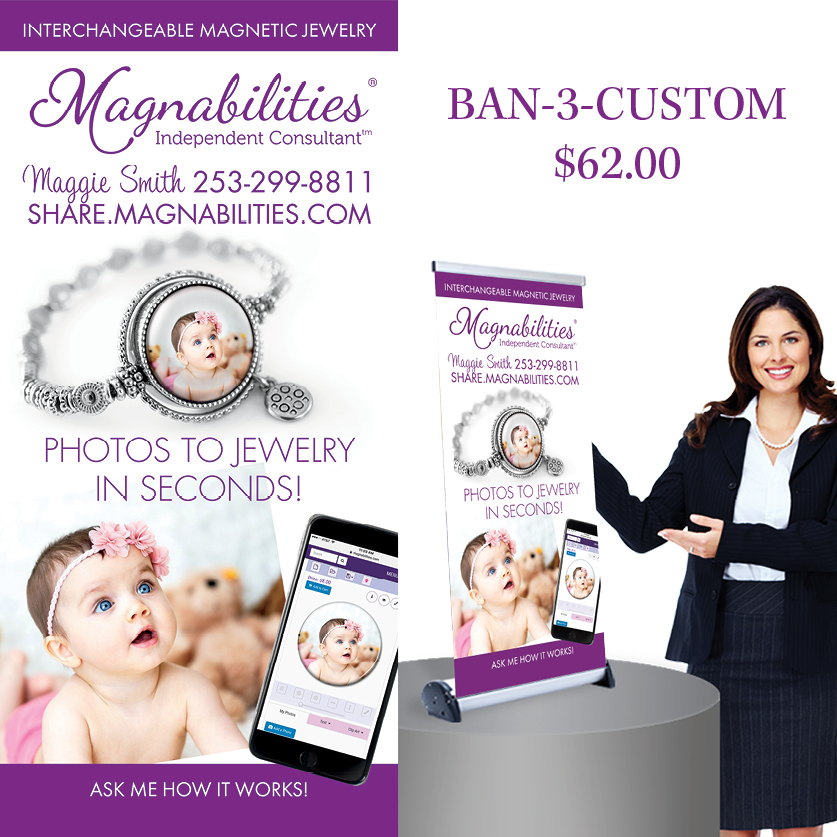 INTERCHANGEABLE MAGNETIC JEWELRY
Magnabilities®
Independent Consultant™
Maggie Smith 253-299-8811
SHARE.MAGNABILITIES.COM
PHOTOS TO JEWELRY
IN SECONDS!
ASK ME HOW IT WORKS!
BAN-3-CUSTOM
$62.00
INTERCHANGEABLE MAGNETIC JEWELRY
Magnabilities®
Independent Consultant™
Maggie Smith 253-299-8811
SHARE.MAGNABILITIES.COM
PHOTOS TO JEWELRY
IN SECONDS!
ASK ME HOW IT WORKS!